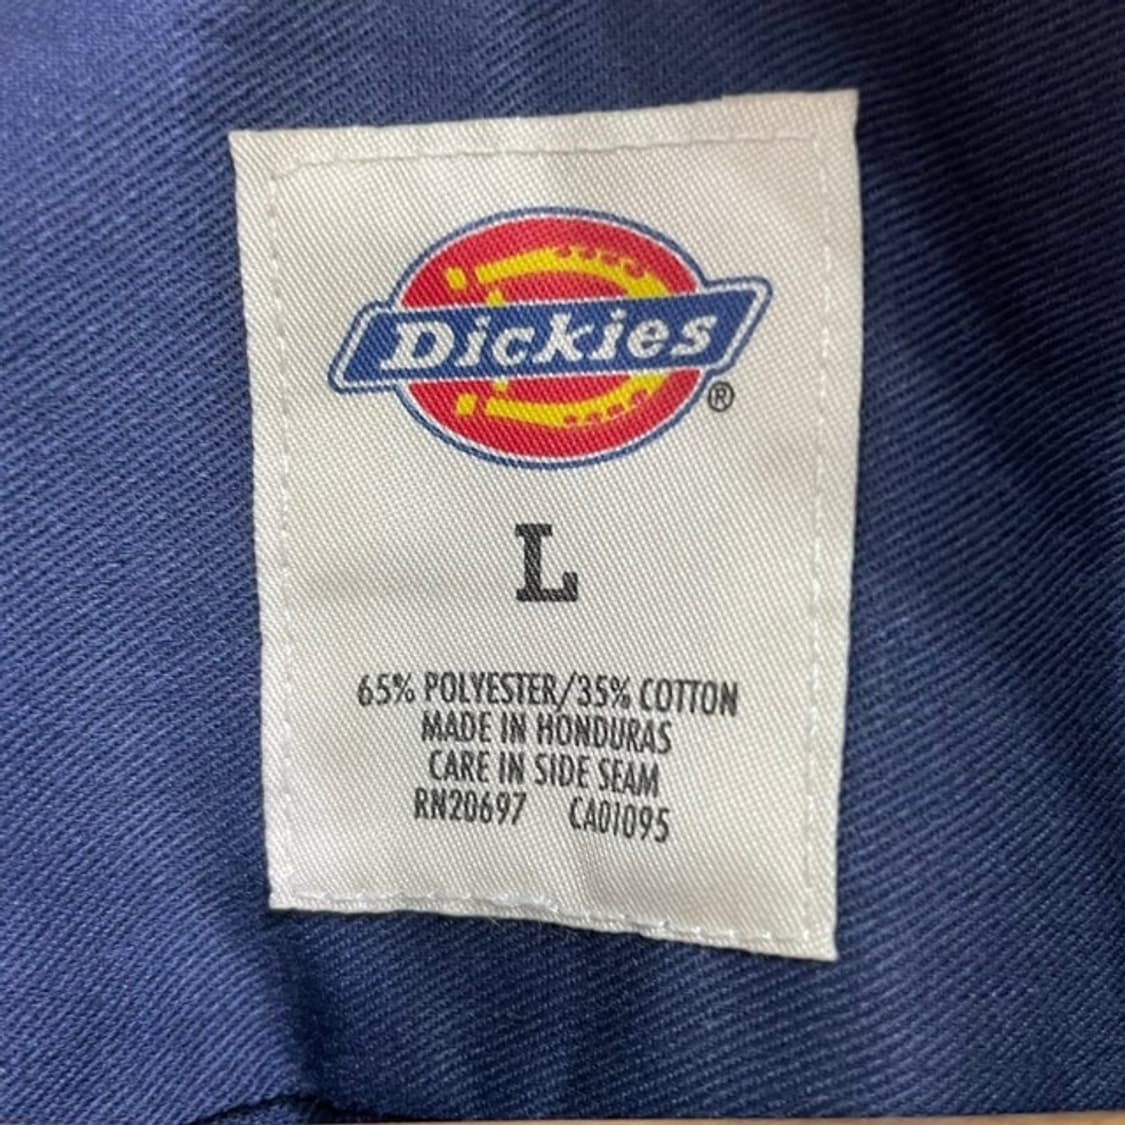 Dickies
®
L
65% POLYESTER/35% COTTON
MADE IN HONDURAS
CARE IN SIDE SEAM
RN20697 CA01095